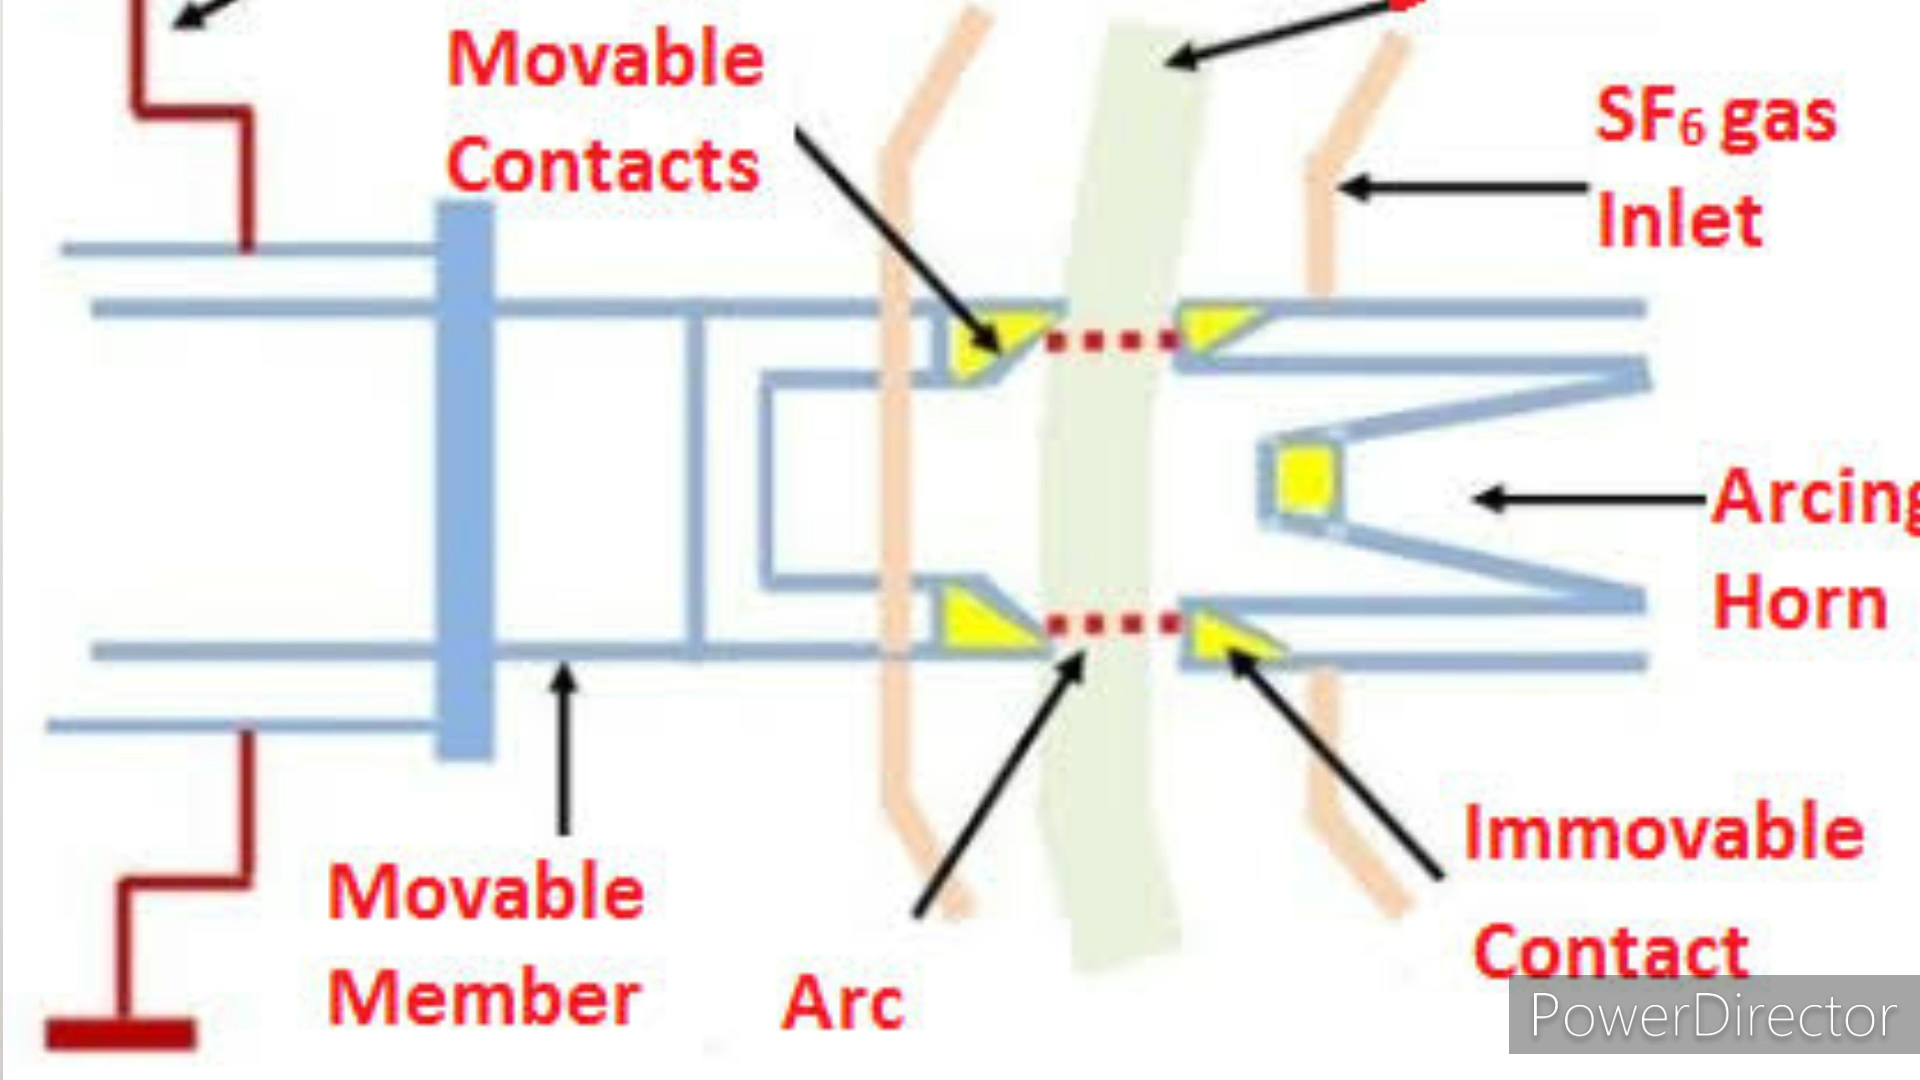 Movable
Contacts
SF₆ gas
Inlet
Arcing
Horn
Immovable
Contact
Movable
Member
Arc
PowerDirector